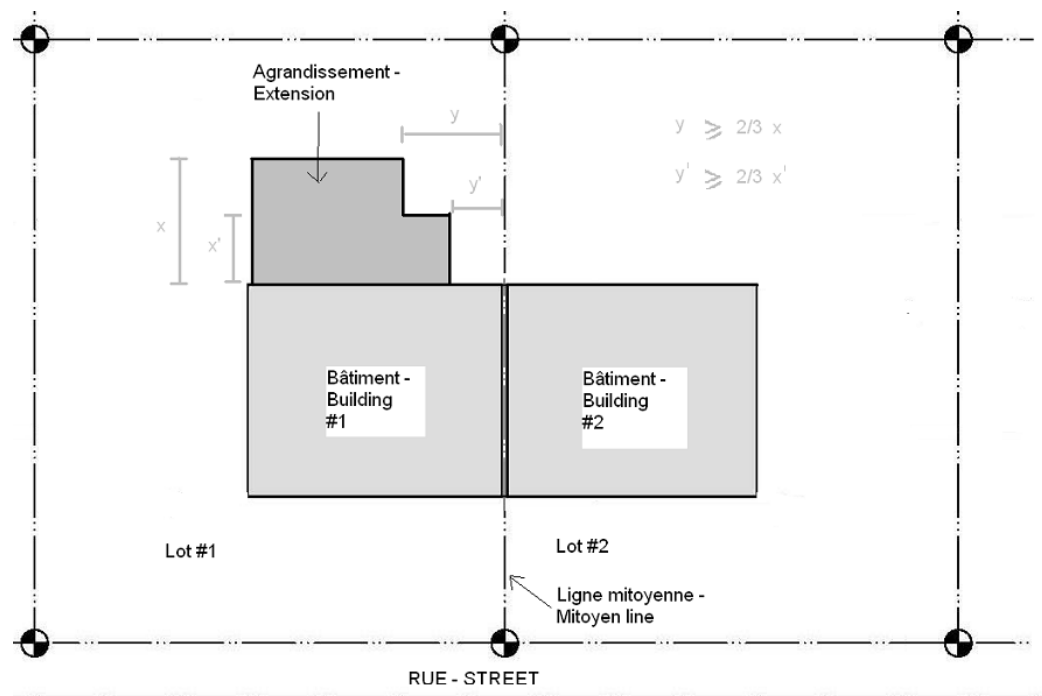 Agrandissement -
Extension
y
y ⩾ 2/3 x
y' ⩾ 2/3 x'
y'
x
x'
Bâtiment -
Building
#1
Bâtiment -
Building
#2
Lot #1
Lot #2
Ligne mitoyenne -
Mitoyen line
RUE - STREET